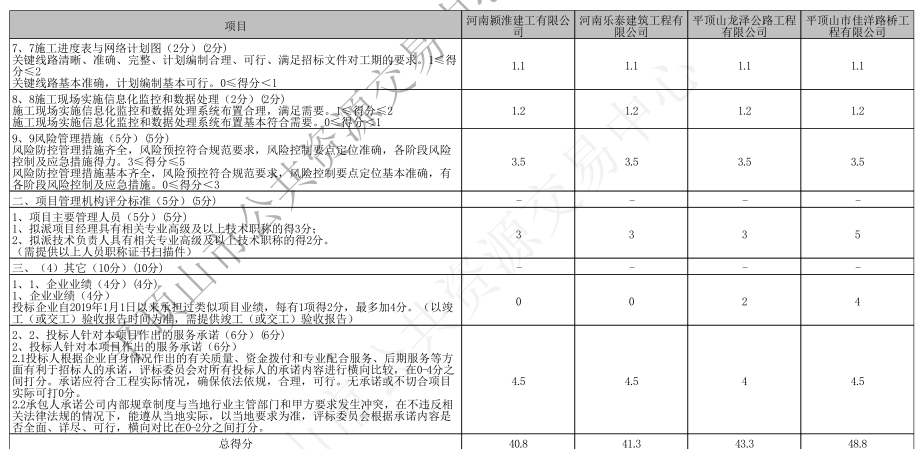 项目 河南颍淮建工有限公司 河南乐泰建筑工程有限公司 平顶山龙泽公路工程有限公司 平顶山市佳洋路桥工程有限公司
7、7施工进度表与网络计划图（2分）(2分)
关键线路清晰、准确、完整、计划编制合理、可行、满足招标文件对工期的要求。1≤得分≤2
关键线路基本准确，计划编制基本可行。0≤得分＜1
1.1 1.1 1.1 1.1
8、8施工现场实施信息化监控和数据处理（2分）(2分)
施工现场实施信息化监控和数据处理系统布置合理，满足需要。1≤得分≤2
施工现场实施信息化监控和数据处理系统布置基本符合需要。0≤得分＜1
1.2 1.2 1.2 1.2
9、9风险管理措施（5分）(5分)
风险防控管理措施齐全，风险预控符合规范要求，风险控制要点定位准确，各阶段风险
控制及应急措施得力。3≤得分≤5
风险防控管理措施基本齐全，风险预控符合规范要求，风险控制要点定位基本准确，有
各阶段风险控制及应急措施。0≤得分＜3
3.5 3.5 3.5 3.5
二、项目管理机构评分标准（5分）(5分) - - - -
1、项目主要管理人员（5分）(5分)
1、拟派项目经理具有相关专业高级及以上技术职称的得3分；
2、拟派技术负责人具有相关专业高级及以上技术职称的得2分。
（需提供以上人员职称证书扫描件）
3 3 3 5
三、（4）其它（10分）(10分) - - - -
1、1、企业业绩（4分）(4分)
1、企业业绩（4分）
投标企业自2019年1月1日以来承担过类似项目业绩，每有1项得2分，最多加4分。（以竣
工（或交工）验收报告时间为准，需提供竣工（或交工）验收报告）
0 0 2 4
2、2、投标人针对本项目作出的服务承诺（6分）(6分)
2、投标人针对本项目作出的服务承诺（6分）
2.1投标人根据企业自身情况作出的有关质量、资金拨付和专业配合服务、后期服务等方
面有利于招标人的承诺，评标委员会对所有投标人的承诺内容进行横向比较，在0-4分之
间打分。承诺应符合工程实际情况，确保依法依规，合理，可行。无承诺或不切合项目
实际可打0分。
2.2承包人承诺公司内部规章制度与当地行业主管部门和甲方要求发生冲突，在不违反相
关法律法规的情况下，能遵从当地实际，以当地要求为准，评标委员会根据承诺内容是
否全面、详尽、可行，横向对比在0-2分之间打分。
4.5 4.5 4 4.5
总得分 40.8 41.3 43.3 48.8
平顶山市公共资源交易中心
平顶山市公共资源交易中心